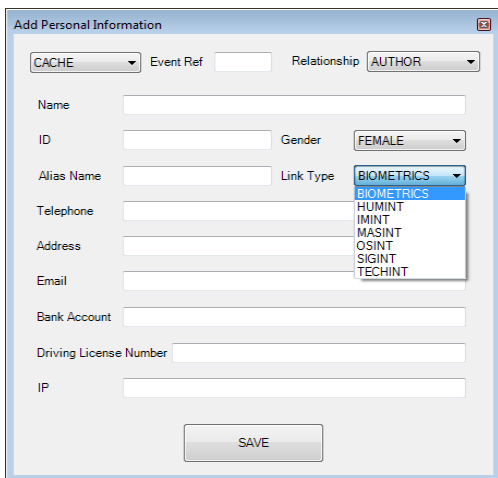 Add Personal Information
CACHE Event Ref Relationship AUTHOR
Name
ID Gender FEMALE
Alias Name Link Type BIOMETRICS
BIOMETRICS
HUMINT
IMINT
MASINT
OSINT
SIGINT
TECHINT
Telephone
Address
Email
Bank Account
Driving License Number
IP
SAVE